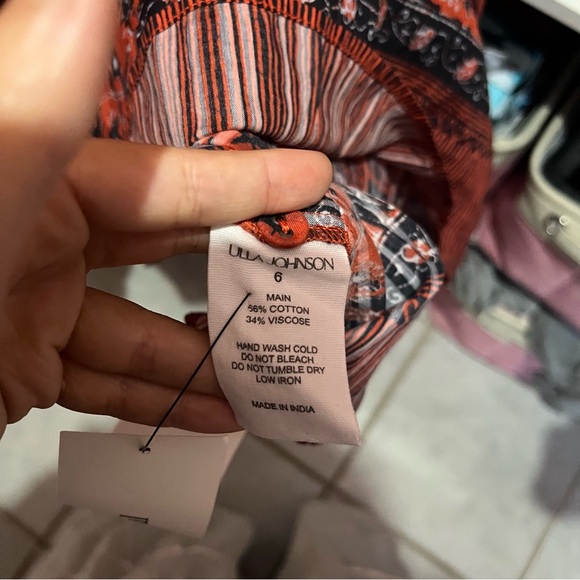 ULLA JOHNSON
6
MAIN
66% COTTON
34% VISCOSE
HAND WASH COLD
DO NOT BLEACH
DO NOT TUMBLE DRY
LOW IRON
MADE IN INDIA